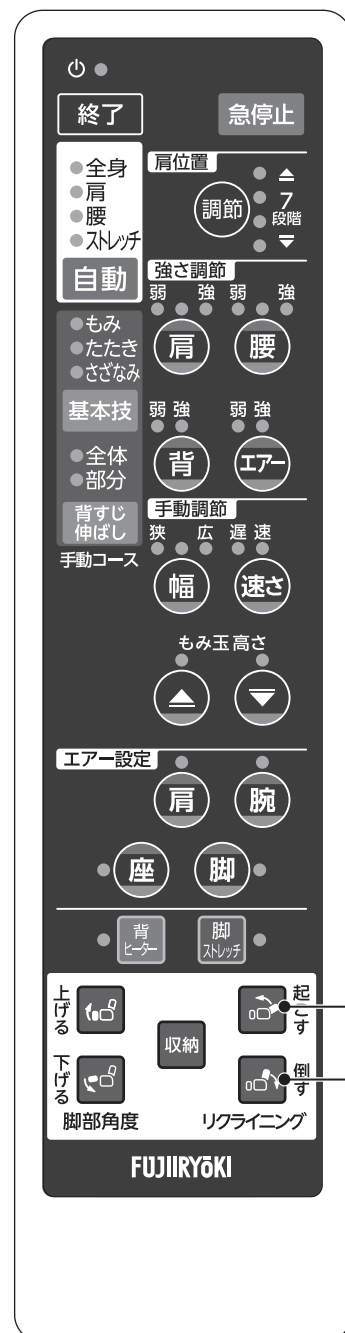 終了
急停止
全身
肩
腰
ストレッチ
自動
肩位置
調節
7
段階
強さ調節
弱 強 弱 強
肩 腰
もみ
たたき
さざなみ
基本技
弱 強 弱 強
背 エアー
全体
部分
背すじ
伸ばし
手動コース
手動調節
狭 広 遅 速
幅 速さ
もみ玉 高さ
エアー設定
肩 腕
座 脚
背
ヒーター
脚
ストレッチ
上げる
下げる
脚部角度
収納
起こす
倒す
リクライニング
FUJIIRYŌKI